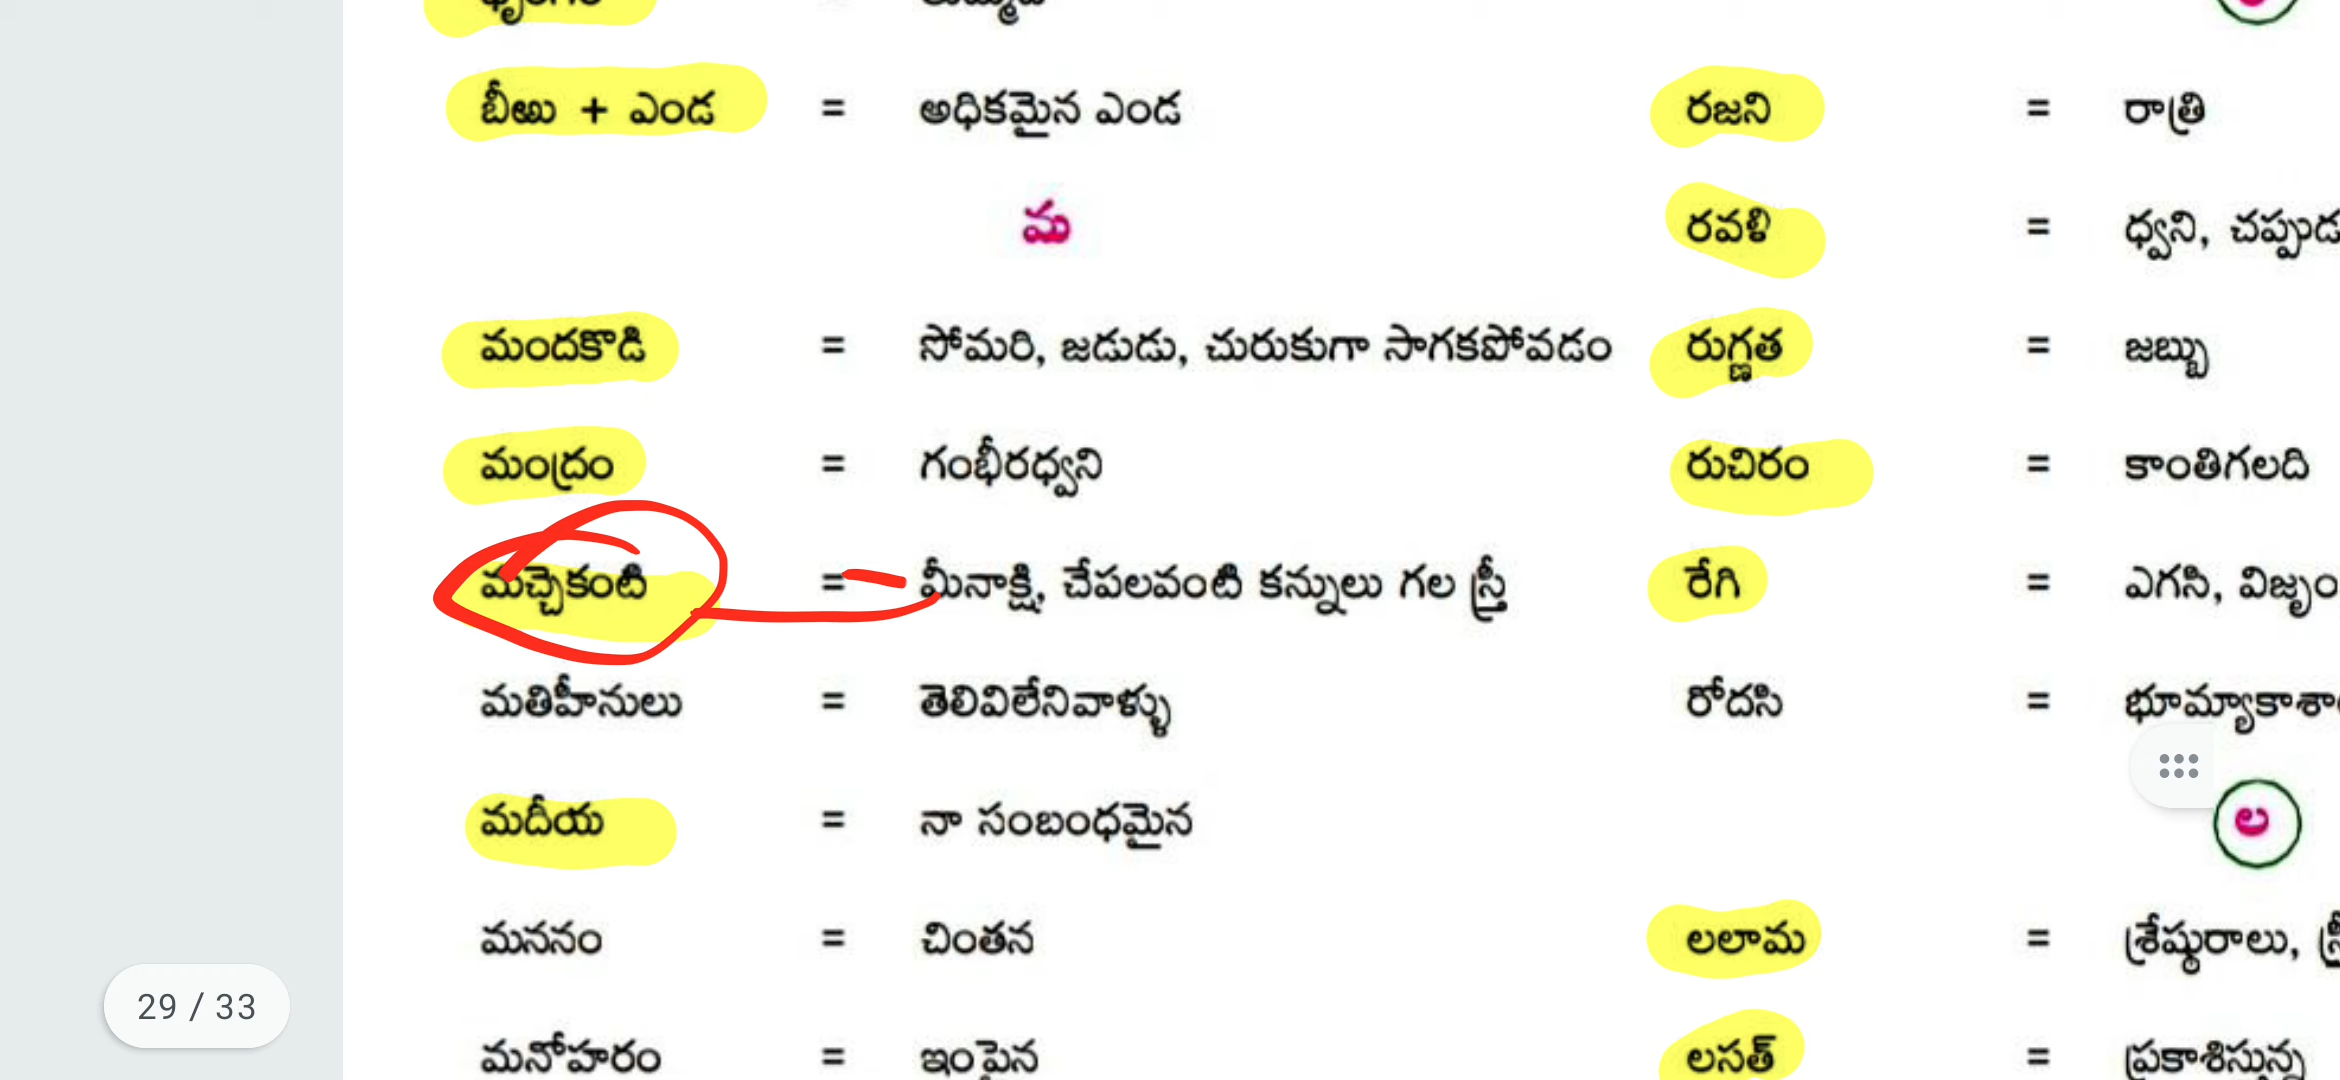 బీఱు + ఎండ = అధికమైన ఎండ
మ
మందకొడి = సోమరి, జడుడు, చురుకుగా సాగకపోవడం
మంద్రం = గంభీరధ్వని
మచ్చెకంటి = మీనాక్షి, చేపలవంటి కన్నులు గల స్త్రీ
మతిహీనులు = తెలివిలేనివాళ్ళు
మదీయ = నా సంబంధమైన
మననం = చింతన
మనోహరం = ఇంపైన
రజని = రాత్రి
రవళి = ధ్వని,
రుగ్ణత = జబ్బు
రుచిరం = కాంతిగలది
రేగి = ఎగసి,
రోదసి =
ల
లలామ = శ్రేష్ఠురాలు,
లసత్ = ప్రకాశిస్తున్న
29 / 33